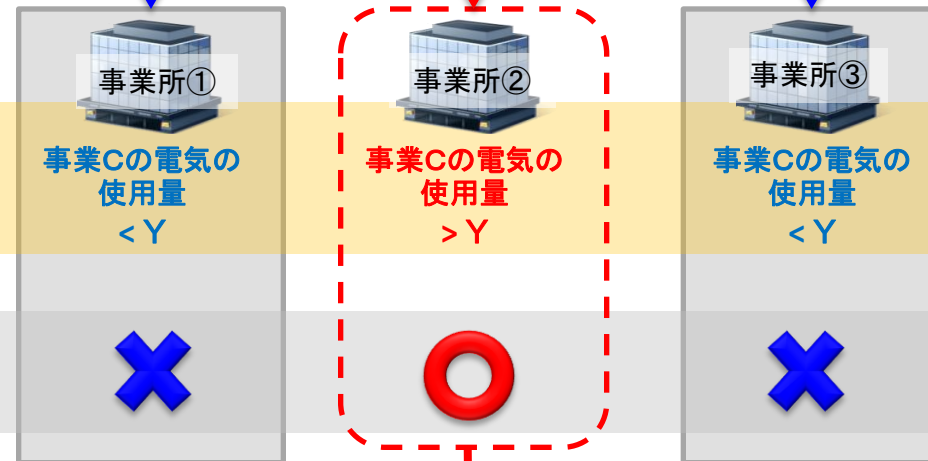 事業所①
事業所②
事業所③
事業Cの電気の
使用量
< Y
事業Cの電気の
使用量
> Y
事業Cの電気の
使用量
< Y